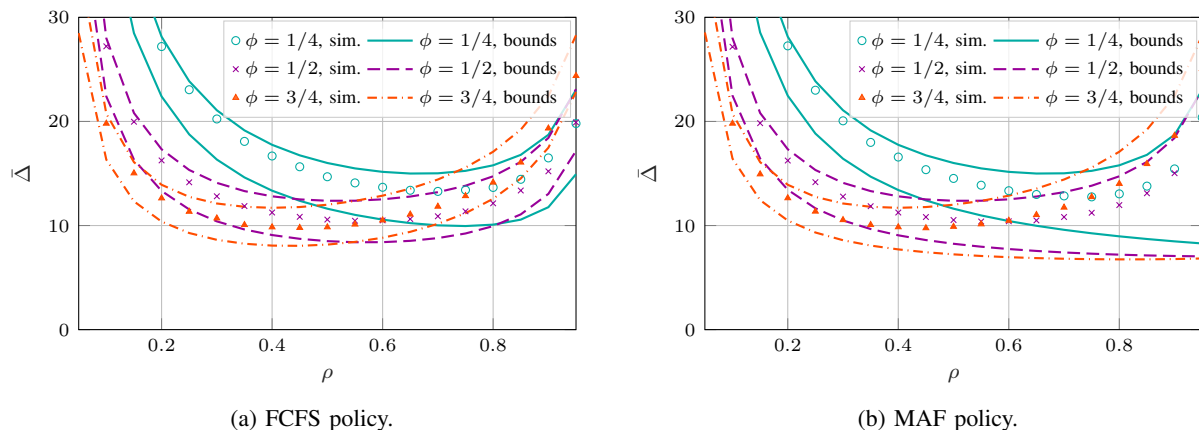 30
20
10
0
0.2
0.4
0.6
0.8
Δ̄
ρ
ϕ = 1/4, sim.
ϕ = 1/4, bounds
ϕ = 1/2, sim.
ϕ = 1/2, bounds
ϕ = 3/4, sim.
ϕ = 3/4, bounds
(a) FCFS policy.
30
20
10
0
0.2
0.4
0.6
0.8
Δ̄
ρ
ϕ = 1/4, sim.
ϕ = 1/4, bounds
ϕ = 1/2, sim.
ϕ = 1/2, bounds
ϕ = 3/4, sim.
ϕ = 3/4, bounds
(b) MAF policy.